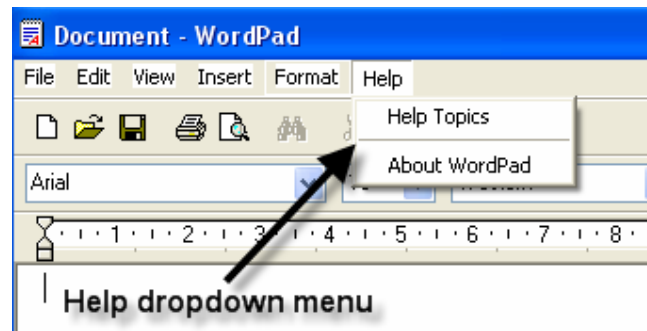 Document - WordPad
File Edit View Insert Format Help
Help Topics
About WordPad
Arial
1 2 3 4 5 6 7 8
Help dropdown menu